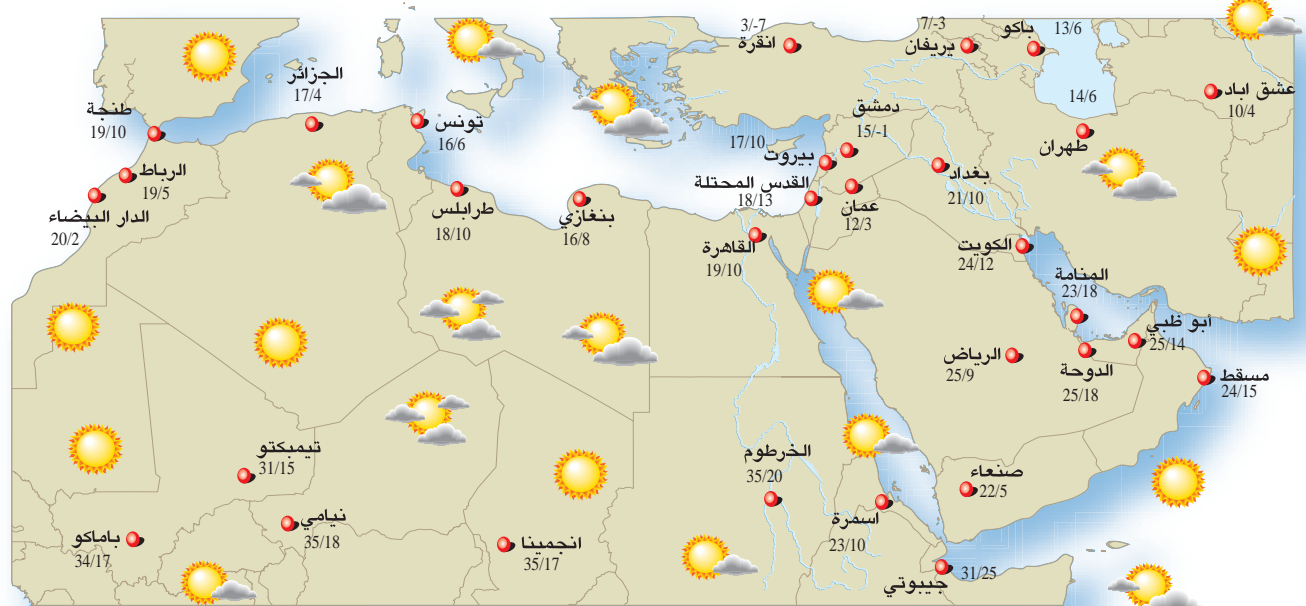 3/-7
انقرة
7/-3
يريفان
باكو
13/6
14/6
عشق اباد
10/4
طهران
الجزائر
17/4
طنجة
19/10
تونس
16/6
دمشق
15/-1
17/10
بيروت
الرباط
19/5
القدس المحتلة
18/13
عمان
12/3
بغداد
21/10
الدار البيضاء
20/2
طرابلس
18/10
بنغازي
16/8
القاهرة
19/10
الكويت
24/12
المنامة
23/18
أبو ظبي
25/14
الرياض
25/9
الدوحة
25/18
مسقط
24/15
تيمبكتو
31/15
الخرطوم
35/20
صنعاء
22/5
اسمرة
23/10
باماكو
34/17
نيامي
35/18
انجمينا
35/17
31/25
جيبوتي